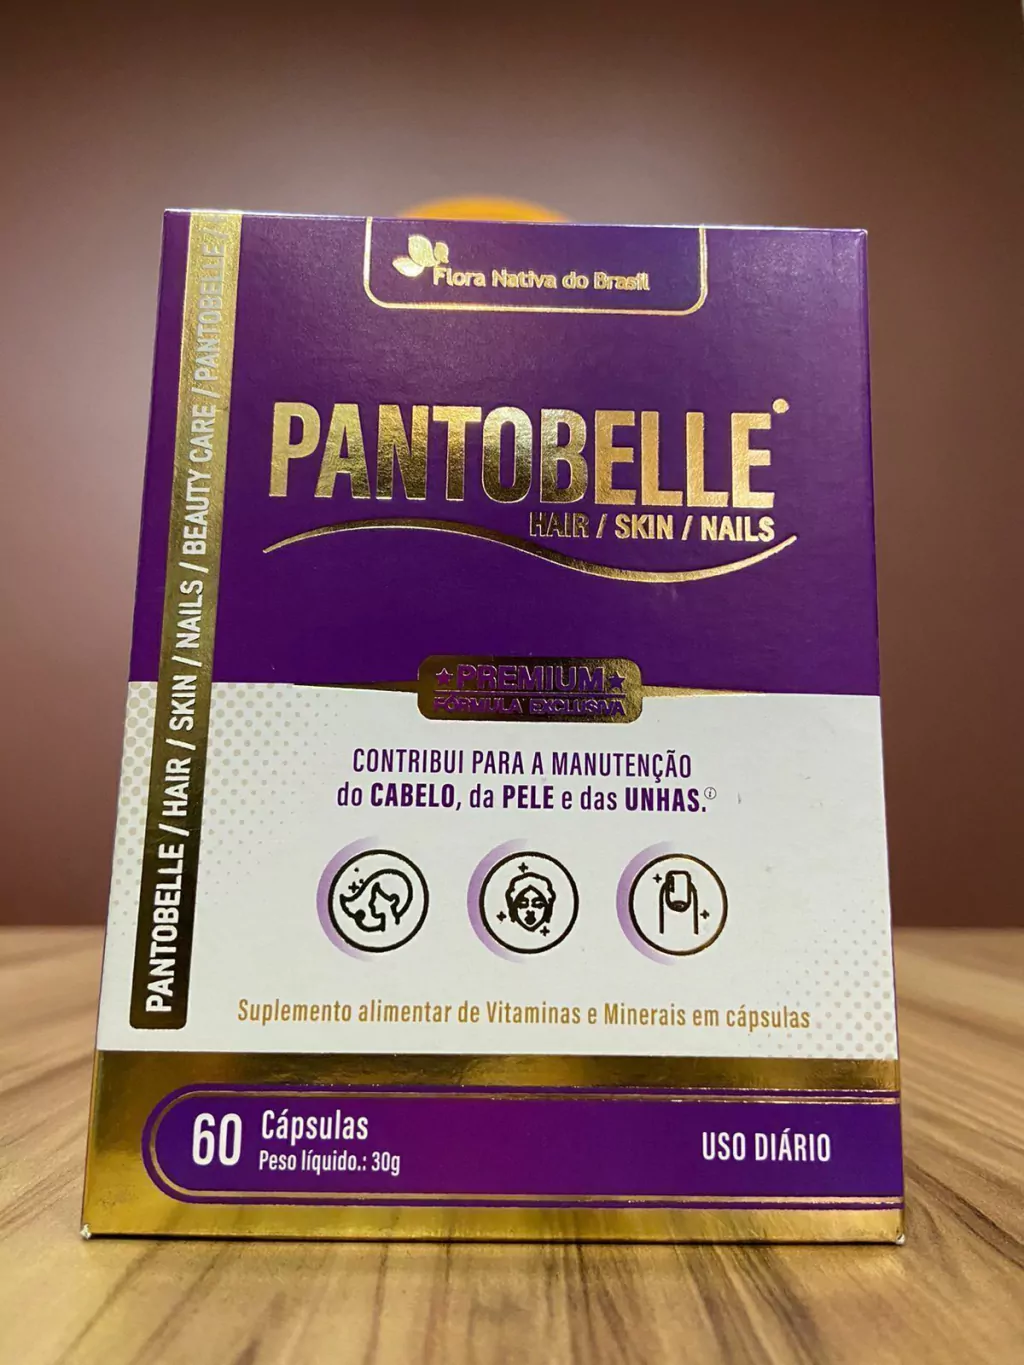 Flora Nativa do Brasil
PANTOBELLE
HAIR / SKIN / NAILS
PANTOBELLE / HAIR / SKIN / NAILS / BEAUTY CARE / PANTOBELLE /
PREMIUM
FÓRMULA EXCLUSIVA
CONTRIBUI PARA A MANUTENÇÃO
do CABELO, da PELE e das UNHAS.
Suplemento alimentar de Vitaminas e Minerais em cápsulas
60 Cápsulas
Peso líquido.: 30g
USO DIÁRIO